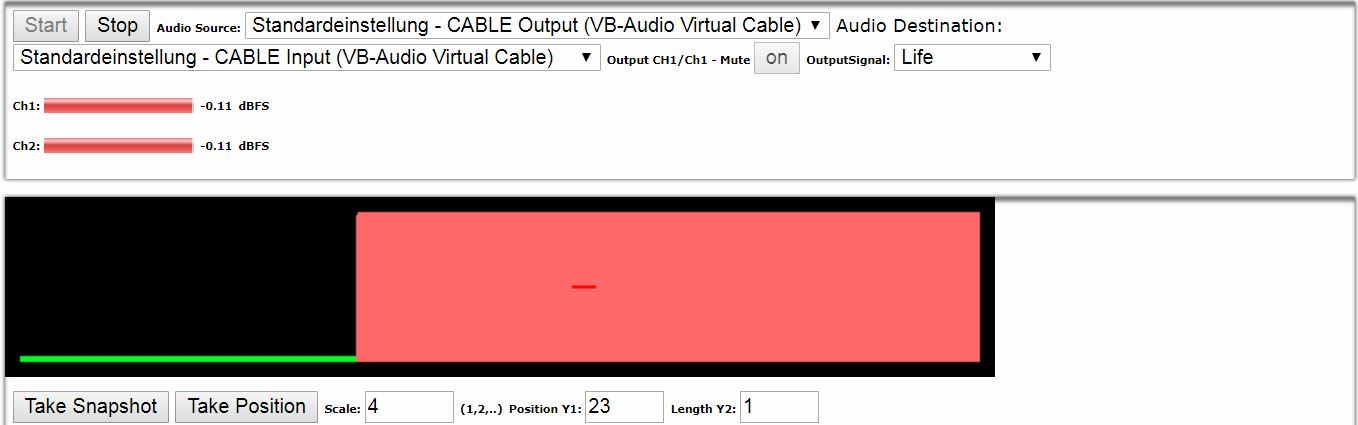 Start Stop Audio Source: Standardeinstellung - CABLE Output (VB-Audio Virtual Cable) Audio Destination:
Standardeinstellung - CABLE Input (VB-Audio Virtual Cable) Output CH1/Ch1 - Mute on OutputSignal: Life
Ch1: -0.11 dBFS
Ch2: -0.11 dBFS
Take Snapshot Take Position Scale: 4 (1,2,..) Position Y1: 23 Length Y2: 1